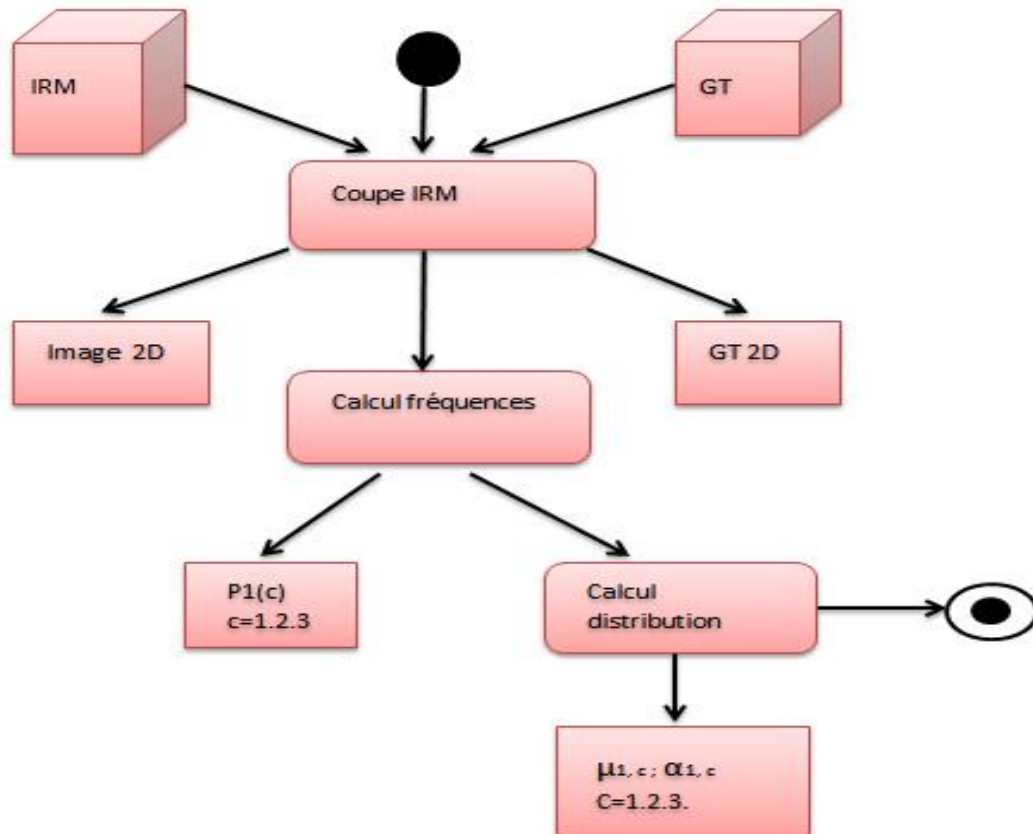 IRM
GT
Coupe IRM
Image 2D
GT 2D
Calcul fréquences
P1(c)
c=1.2.3
Calcul
distribution
μ1, c ; α1, c
C=1.2.3.